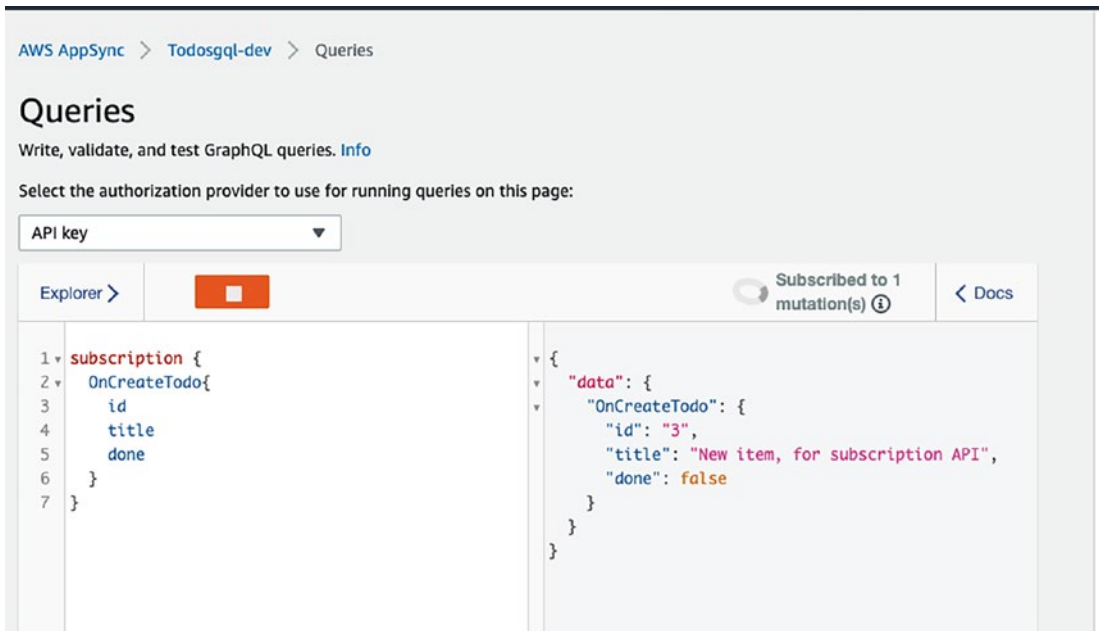 AWS AppSync > Todosgql-dev > Queries
Queries
Write, validate, and test GraphQL queries. Info
Select the authorization provider to use for running queries on this page:
API key
Explorer >
Subscribed to 1
mutation(s)
< Docs
1 subscription {
2 OnCreateTodo{
3 id
4 title
5 done
6 }
7 }
{
"data": {
"OnCreateTodo": {
"id": "3",
"title": "New item, for subscription API",
"done": false
}
}
}